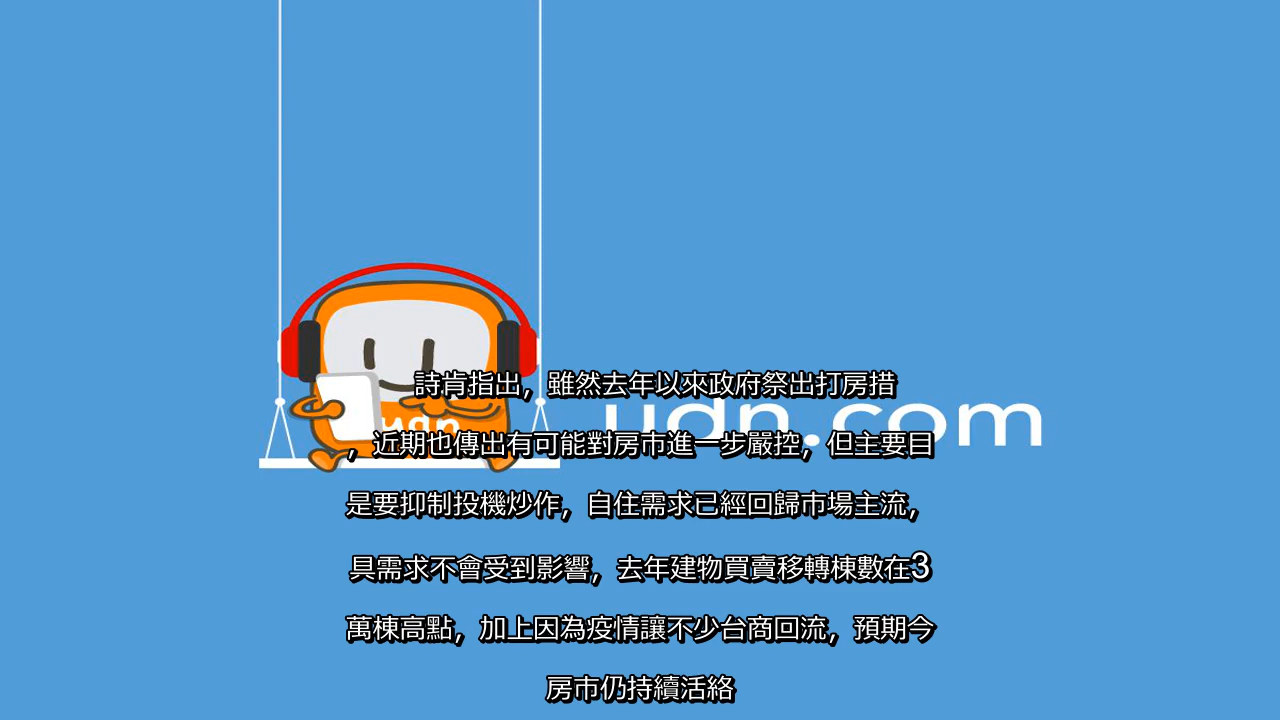 詩肯指出，雖然去年以來政府祭出打房措
udn.com
udn
，近期也傳出有可能對房市進一步嚴控，但主要目
是要抑制投機炒作，自住需求已經回歸市場主流，
具需求不會受到影響，去年建物買賣移轉棟數在3
萬棟高點，加上因為疫情讓不少台商回流，預期今
房市仍持續活絡